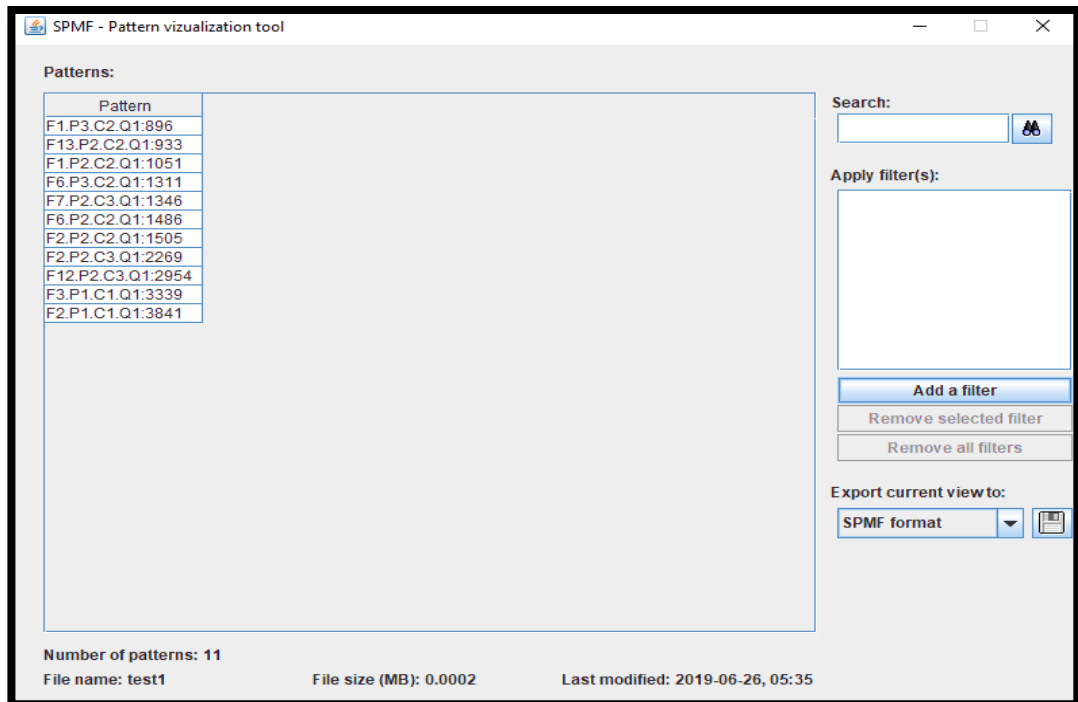 SPMF - Pattern vizualization tool
Patterns:
Pattern
F1.P3.C2.Q1:896
F13.P2.C2.Q1:933
F1.P2.C2.Q1:1051
F6.P3.C2.Q1:1311
F7.P2.C3.Q1:1346
F6.P2.C2.Q1:1486
F2.P2.C2.Q1:1505
F2.P2.C3.Q1:2269
F12.P2.C3.Q1:2954
F3.P1.C1.Q1:3339
F2.P1.C1.Q1:3841
Search:
Apply filter(s):
Add a filter
Remove selected filter
Remove all filters
Export current view to:
SPMF format
Number of patterns: 11
File name: test1 File size (MB): 0.0002 Last modified: 2019-06-26, 05:35